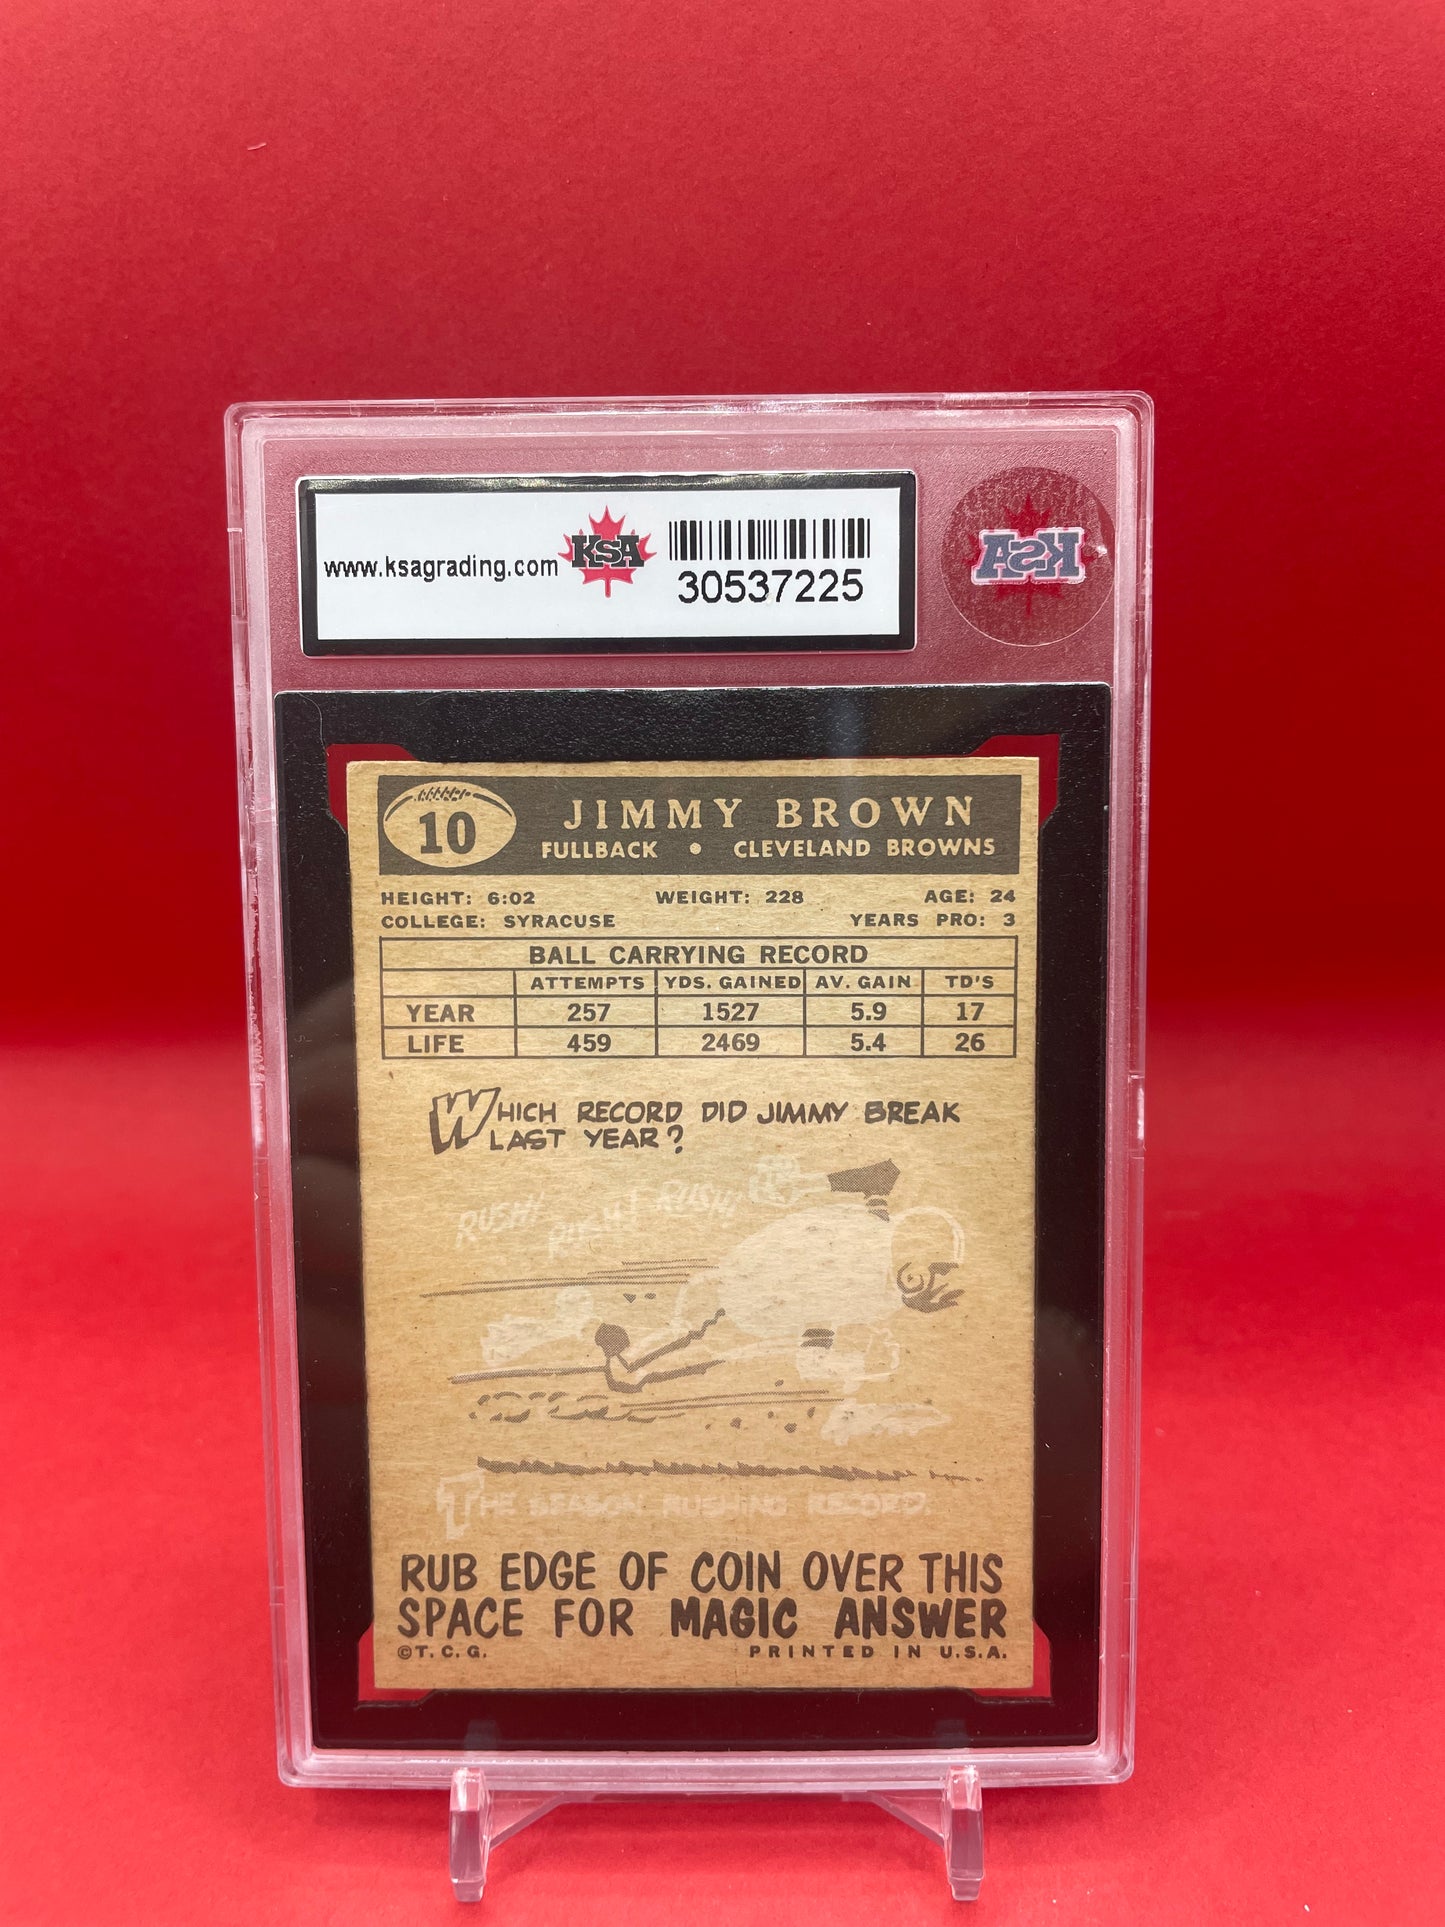 www.ksagrading.com KSA
30537225
KSA
10 JIMMY BROWN
FULLBACK • CLEVELAND BROWNS
HEIGHT: 6:02 WEIGHT: 228 AGE: 24
COLLEGE: SYRACUSE YEARS PRO: 3
BALL CARRYING RECORD
ATTEMPTS YDS. GAINED AV. GAIN TD'S
YEAR 257 1527 5.9 17
LIFE 459 2469 5.4 26
WHICH RECORD DID JIMMY BREAK
LAST YEAR?
RUSH! RUSH! RUSH!
THE SEASON RUSHING RECORD.
RUB EDGE OF COIN OVER THIS
SPACE FOR MAGIC ANSWER
©T.C.G. PRINTED IN U.S.A.